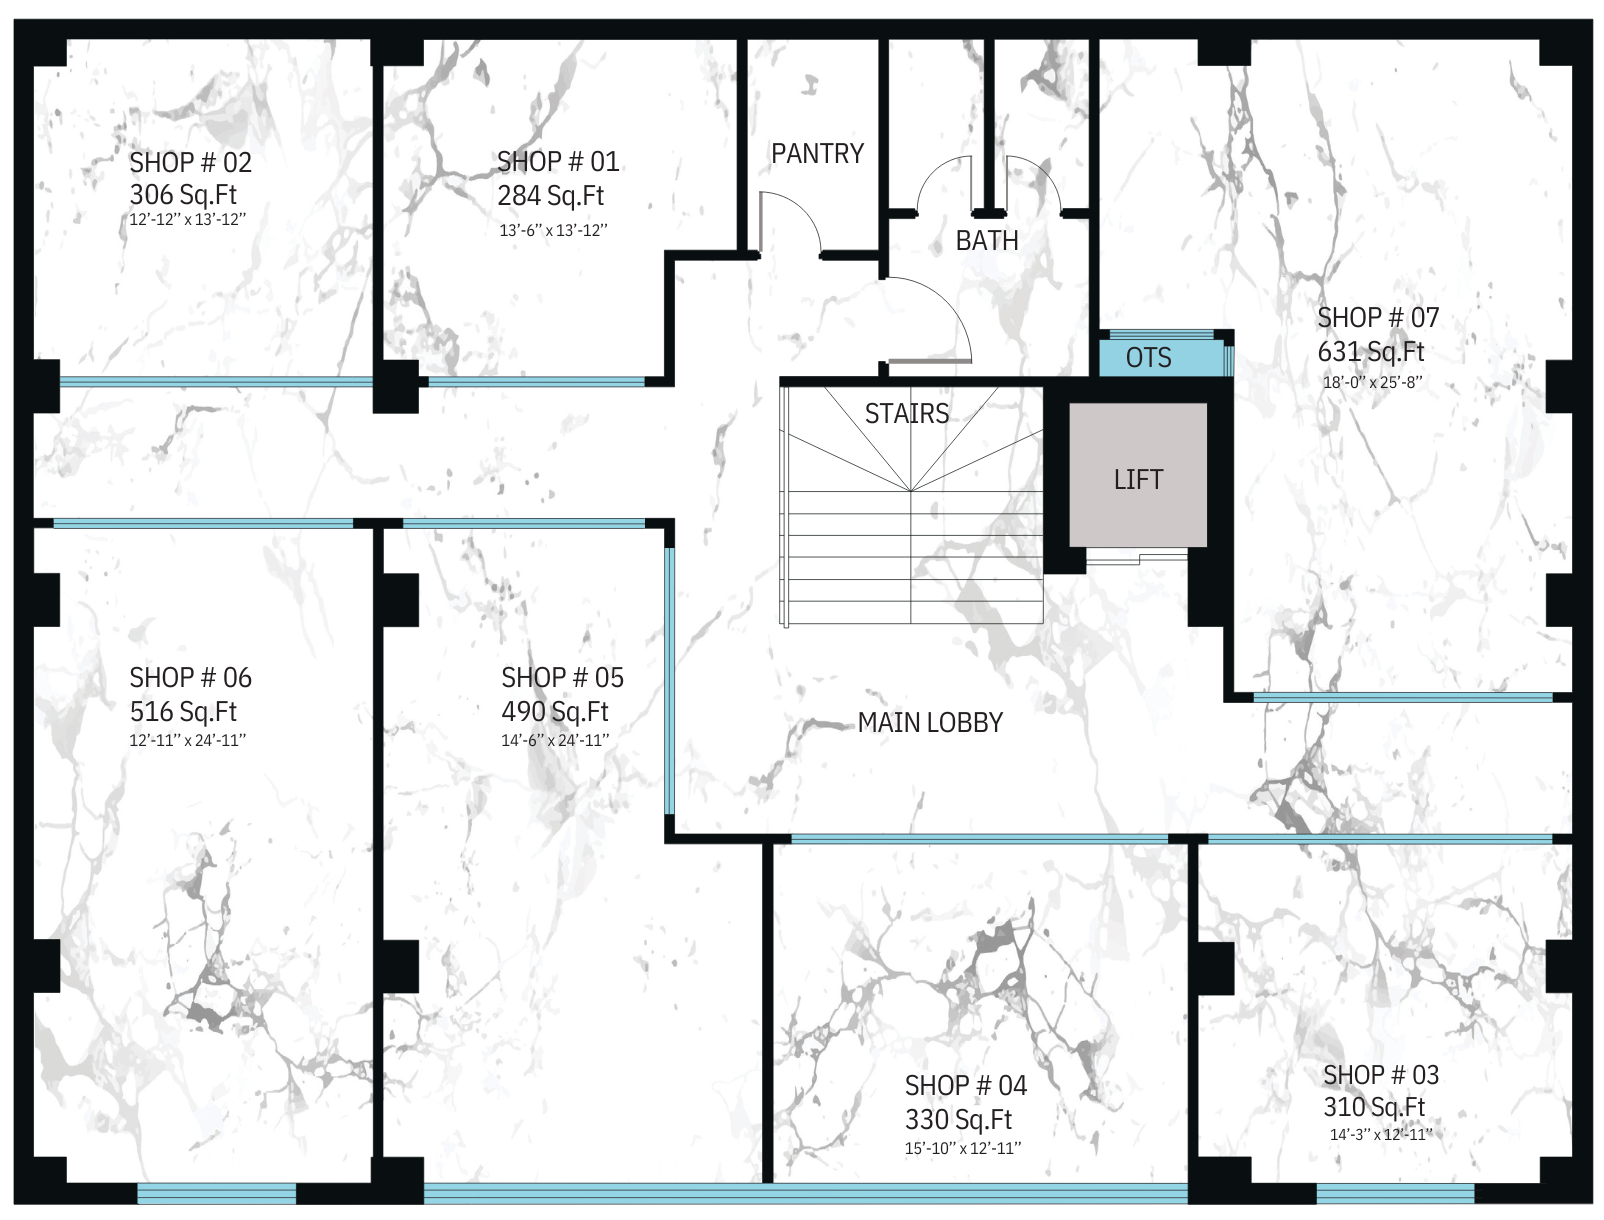 SHOP # 02
306 Sq.Ft
12’-12’’ x 13’-12’’
SHOP # 01
284 Sq.Ft
13’-6’’ x 13’-12’’
PANTRY
BATH
SHOP # 07
631 Sq.Ft
18’-0’’ x 25’-8’’
OTS
STAIRS
LIFT
SHOP # 06
516 Sq.Ft
12’-11’’ x 24’-11’’
SHOP # 05
490 Sq.Ft
14’-6’’ x 24’-11’’
MAIN LOBBY
SHOP # 04
330 Sq.Ft
15’-10’’ x 12’-11’’
SHOP # 03
310 Sq.Ft
14’-3’’ x 12’-11’’